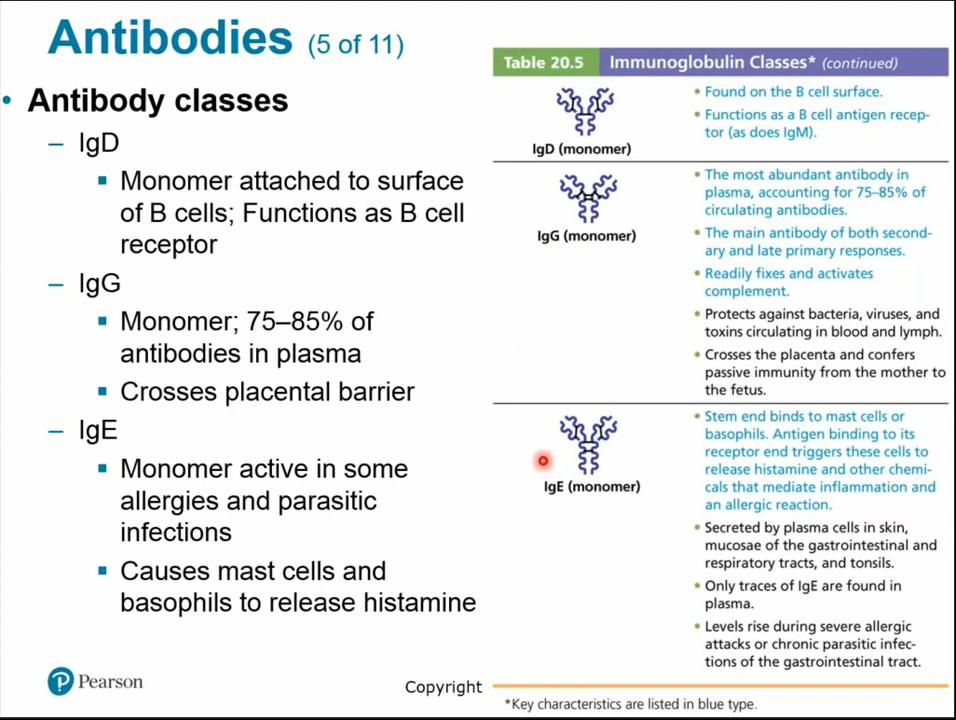 Antibodies (5 of 11)
• Antibody classes
– IgD
▪ Monomer attached to surface
of B cells; Functions as B cell
receptor
– IgG
▪ Monomer; 75–85% of
antibodies in plasma
▪ Crosses placental barrier
– IgE
▪ Monomer active in some
allergies and parasitic
infections
▪ Causes mast cells and
basophils to release histamine
Table 20.5 Immunoglobulin Classes* (continued)
IgD (monomer)
• Found on the B cell surface.
• Functions as a B cell antigen recep-
tor (as does IgM).
IgG (monomer)
• The most abundant antibody in
plasma, accounting for 75–85% of
circulating antibodies.
• The main antibody of both second-
ary and late primary responses.
• Readily fixes and activates
complement.
• Protects against bacteria, viruses, and
toxins circulating in blood and lymph.
• Crosses the placenta and confers
passive immunity from the mother to
the fetus.
IgE (monomer)
• Stem end binds to mast cells or
basophils. Antigen binding to its
receptor end triggers these cells to
release histamine and other chemi-
cals that mediate inflammation and
an allergic reaction.
• Secreted by plasma cells in skin,
mucosae of the gastrointestinal and
respiratory tracts, and tonsils.
• Only traces of IgE are found in
plasma.
• Levels rise during severe allergic
attacks or chronic parasitic infec-
tions of the gastrointestinal tract.
*Key characteristics are listed in blue type.
Pearson
Copyright